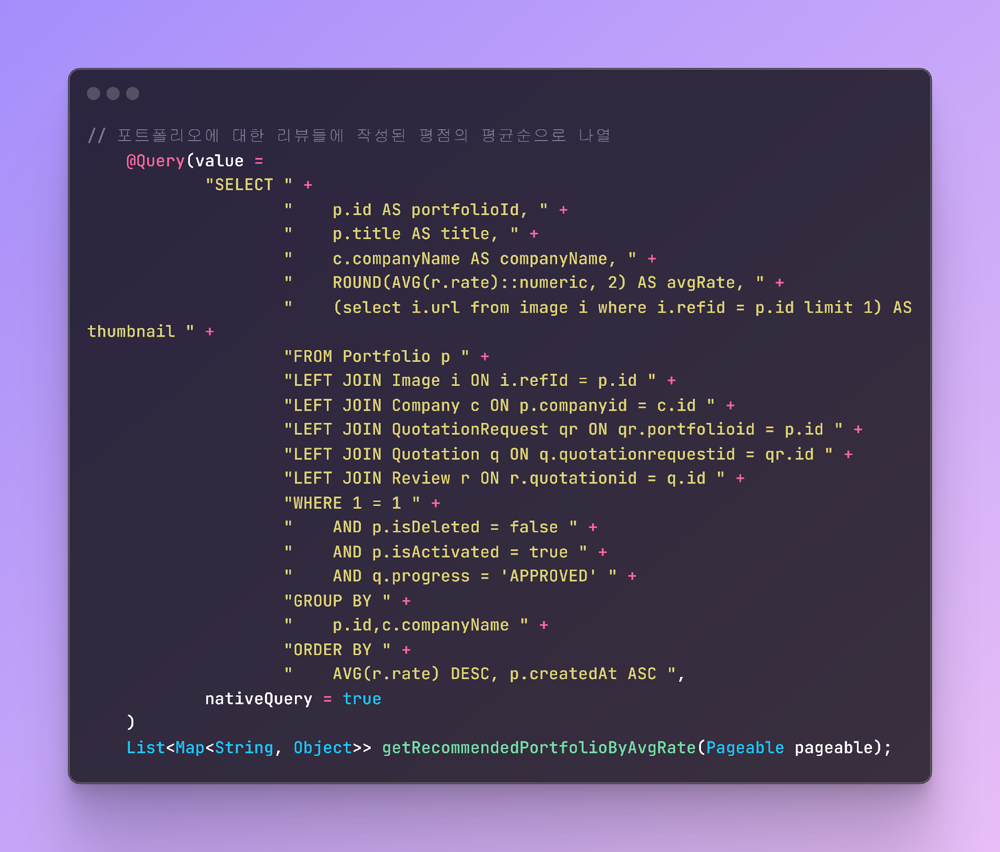 // 포트폴리오에 대한 리뷰들에 작성된 평점의 평균순으로 나열
    @Query(value =
            "SELECT " +
                    "    p.id AS portfolioId, " +
                    "    p.title AS title, " +
                    "    c.companyName AS companyName, " +
                    "    ROUND(AVG(r.rate)::numeric, 2) AS avgRate, " +
                    "    (select i.url from image i where i.refid = p.id limit 1) AS
thumbnail " +
                    "FROM Portfolio p " +
                    "LEFT JOIN Image i ON i.refId = p.id " +
                    "LEFT JOIN Company c ON p.companyid = c.id " +
                    "LEFT JOIN QuotationRequest qr ON qr.portfolioid = p.id " +
                    "LEFT JOIN Quotation q ON q.quotationrequestid = qr.id " +
                    "LEFT JOIN Review r ON r.quotationid = q.id " +
                    "WHERE 1 = 1 " +
                    "    AND p.isDeleted = false " +
                    "    AND p.isActivated = true " +
                    "    AND q.progress = 'APPROVED' " +
                    "GROUP BY " +
                    "    p.id,c.companyName " +
                    "ORDER BY " +
                    "    AVG(r.rate) DESC, p.createdAt ASC ",
            nativeQuery = true
    )
    List<Map<String, Object>> getRecommendedPortfolioByAvgRate(Pageable pageable);